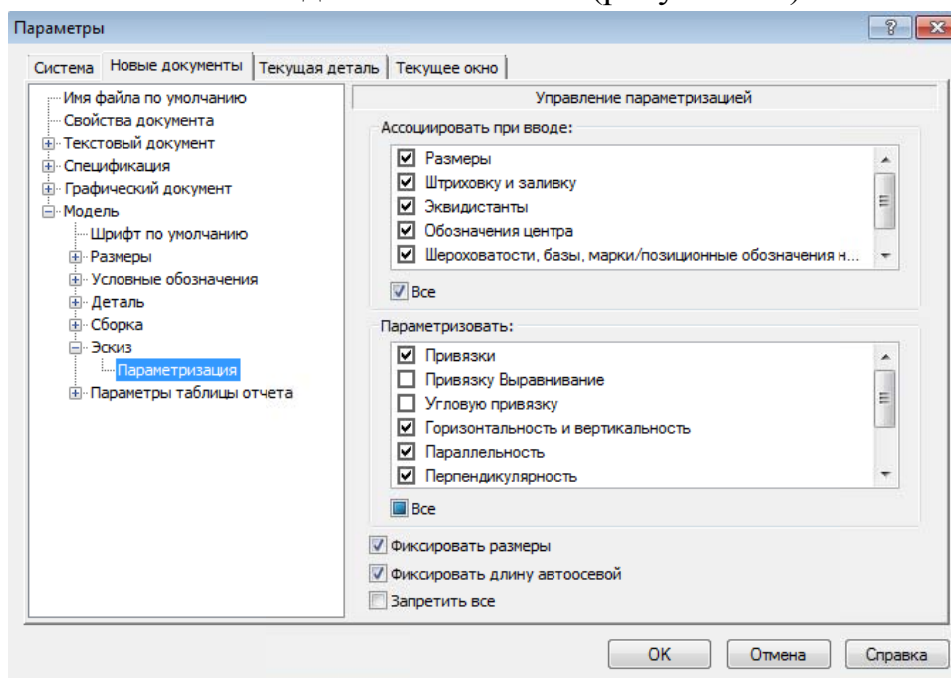 Параметры
Система Новые документы Текущая деталь Текущее окно
Имя файла по умолчанию
Свойства документа
Текстовый документ
Спецификация
Графический документ
Модель
Шрифт по умолчанию
Размеры
Условные обозначения
Деталь
Сборка
Эскиз
Параметризация
Параметры таблицы отчета
Управление параметризацией
Ассоциировать при вводе:
Размеры
Штриховку и заливку
Эквидистанты
Обозначения центра
Шероховатости, базы, марки/позиционные обозначения н...
Все
Параметризовать:
Привязки
Привязку Выравнивание
Угловую привязку
Горизонтальность и вертикальность
Параллельность
Перпендикулярность
Все
Фиксировать размеры
Фиксировать длину автоосевой
Запретить все
OK Отмена Справка